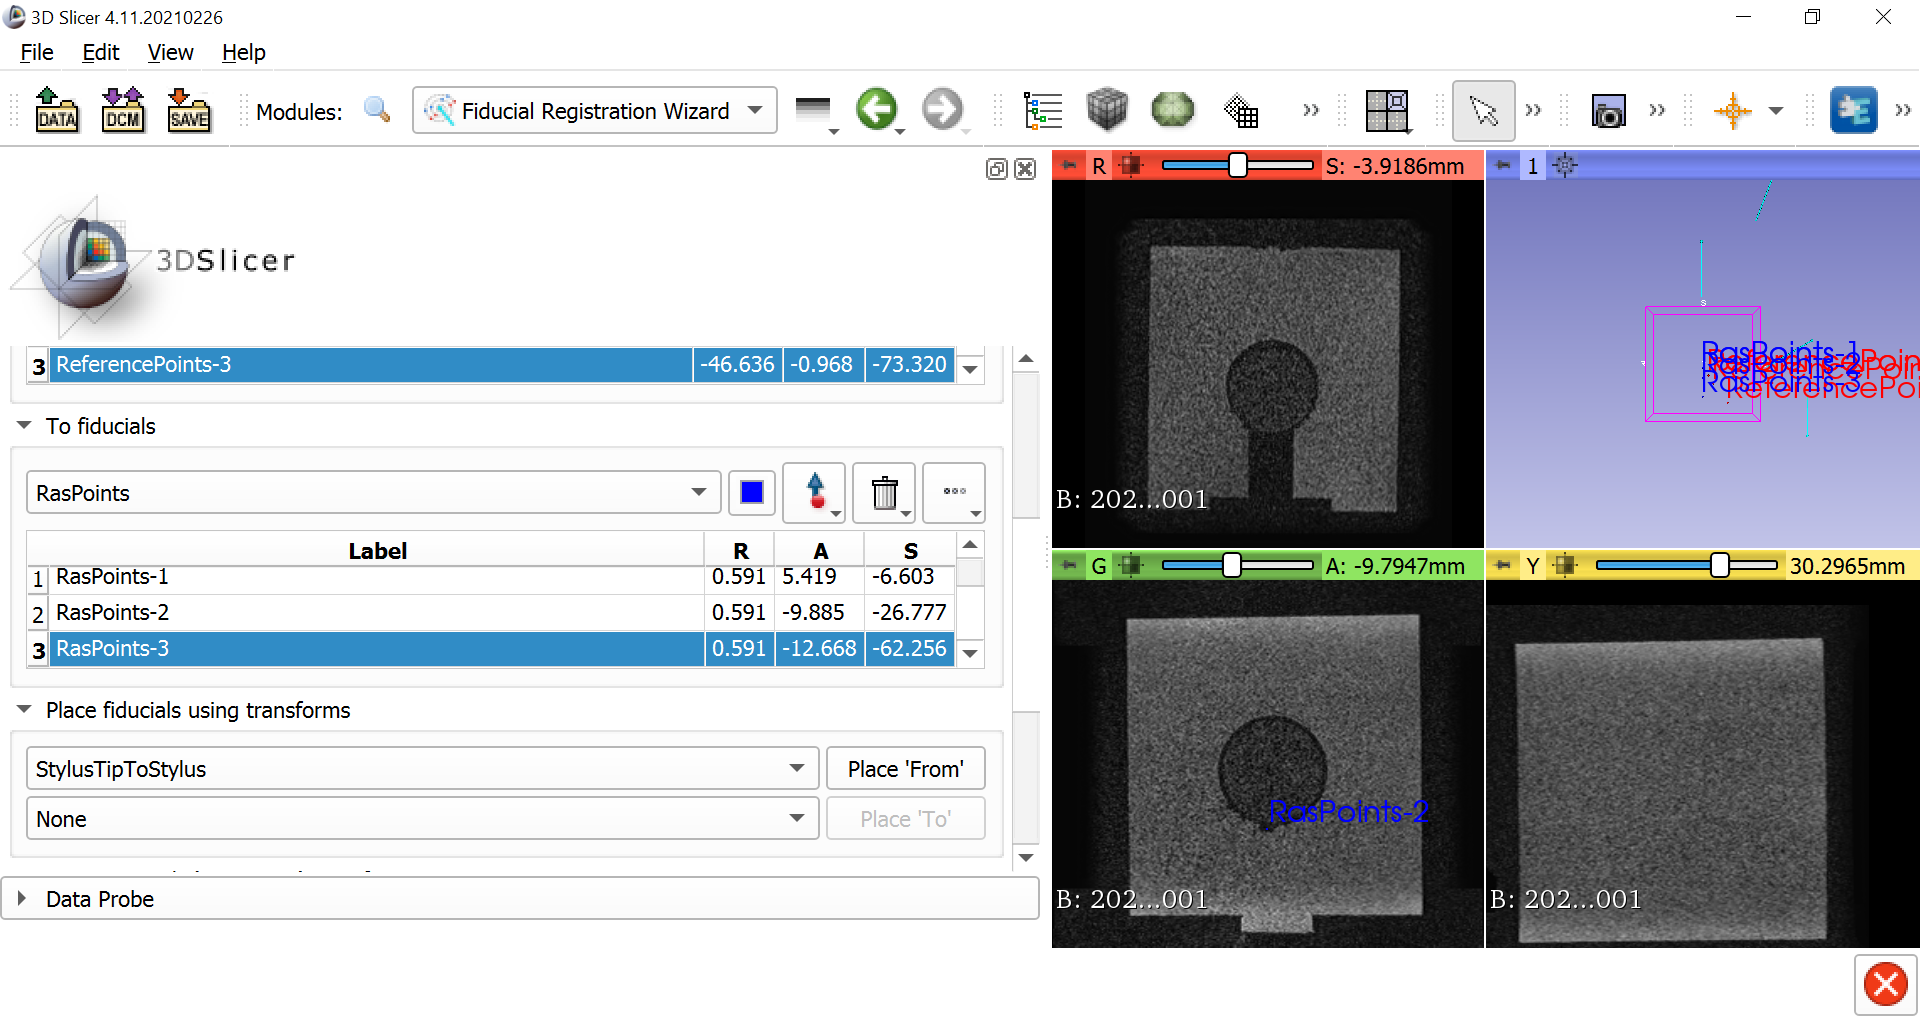 3D Slicer 4.11.20210226
File Edit View Help
DATA DCM SAVE Modules: Fiducial Registration Wizard
R S: -3.9186mm
1
3DSlicer
3 ReferencePoints-3 -46.636 -0.968 -73.320
To fiducials
RasPoints
Label R A S
1 RasPoints-1 0.591 5.419 -6.603
2 RasPoints-2 0.591 -9.885 -26.777
3 RasPoints-3 0.591 -12.668 -62.256
Place fiducials using transforms
StylusTipToStylus Place 'From'
None Place 'To'
Data Probe
B: 202...001
S
RasPoints-1
RasPoints-2
RasPoints-3
ReferencePoi
G A: -9.7947mm
Y 30.2965mm
RasPoints-2
B: 202...001
B: 202...001